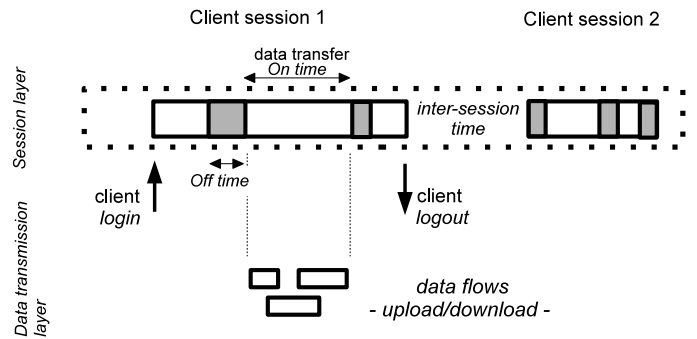 Client session 1
Client session 2
data transfer
On time
Session layer
inter-session
time
Off time
client
login
client
logout
Data transmission
layer
data flows
- upload/download -